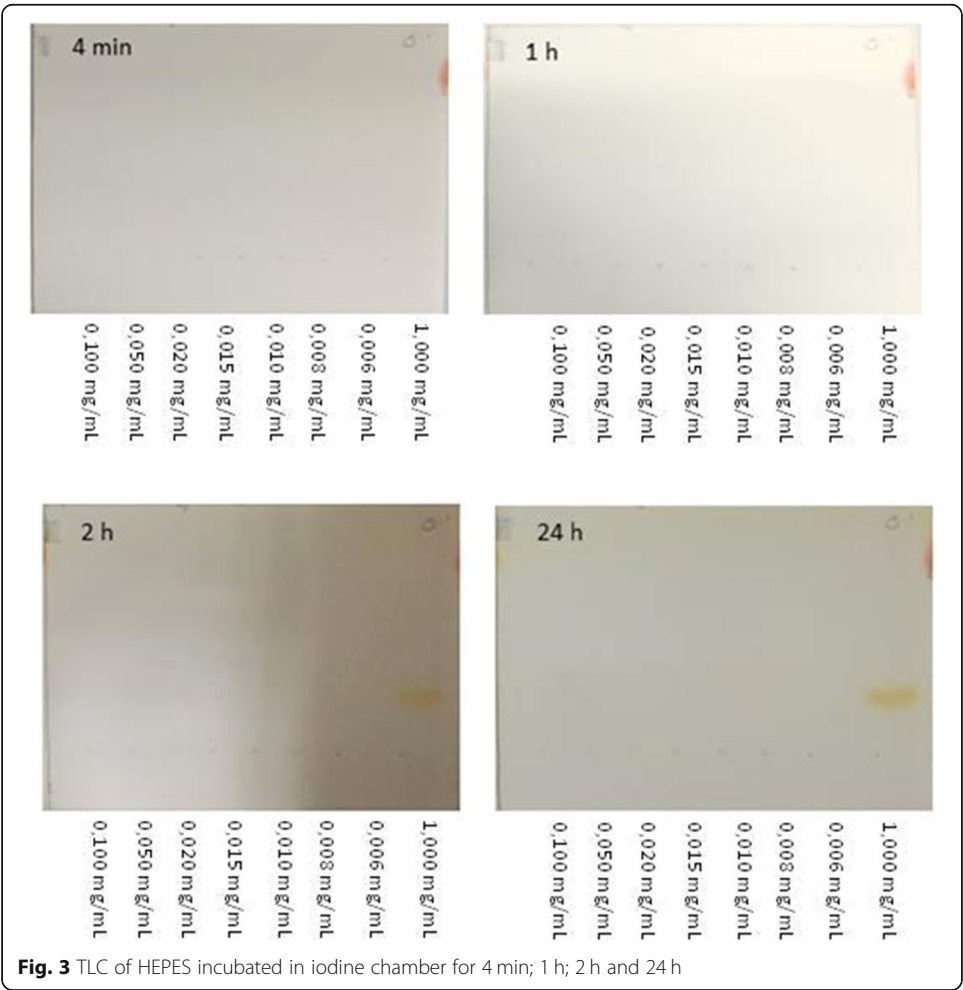 4 min
0,100 mg/mL
0,050 mg/mL
0,020 mg/mL
0,015 mg/mL
0,010 mg/mL
0,008 mg/mL
0,006 mg/mL
1,000 mg/mL
1 h
0,100 mg/mL
0,050 mg/mL
0,020 mg/mL
0,015 mg/mL
0,010 mg/mL
0,008 mg/mL
0,006 mg/mL
1,000 mg/mL
2 h
0,100 mg/mL
0,050 mg/mL
0,020 mg/mL
0,015 mg/mL
0,010 mg/mL
0,008 mg/mL
0,006 mg/mL
1,000 mg/mL
24 h
0,100 mg/mL
0,050 mg/mL
0,020 mg/mL
0,015 mg/mL
0,010 mg/mL
0,008 mg/mL
0,006 mg/mL
1,000 mg/mL
Fig. 3 TLC of HEPES incubated in iodine chamber for 4 min; 1 h; 2 h and 24 h